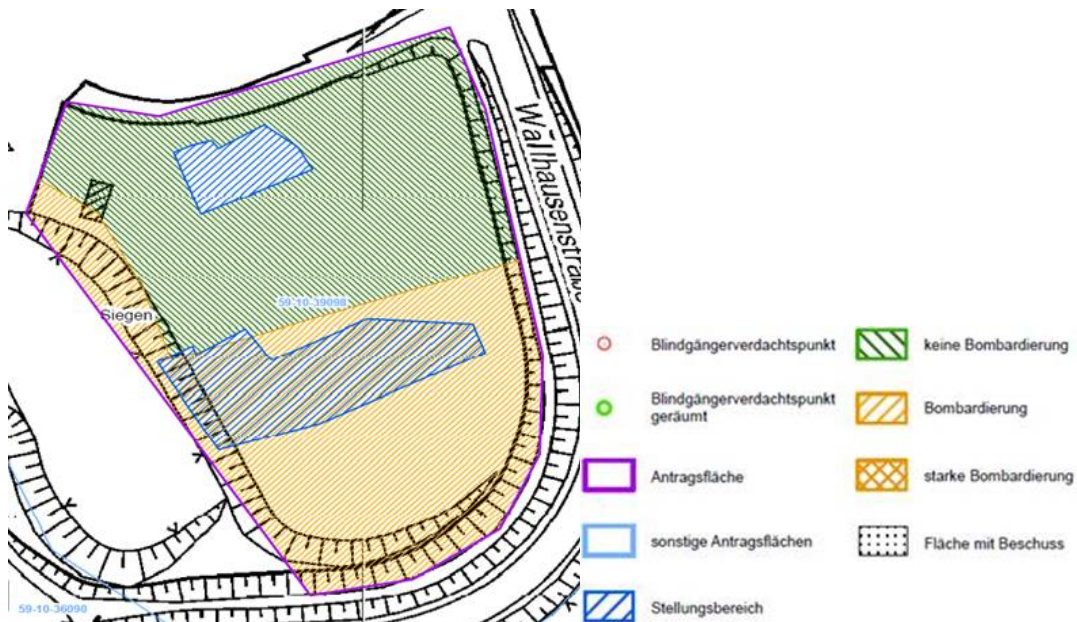 Wallhausenstraße
59-10-39098
Siegen
59-10-36090
Blindgängerverdachtspunkt
Blindgängerverdachtspunkt
geräumt
Antragsfläche
sonstige Antragsflächen
Stellungsbereich
keine Bombardierung
Bombardierung
starke Bombardierung
Fläche mit Beschuss